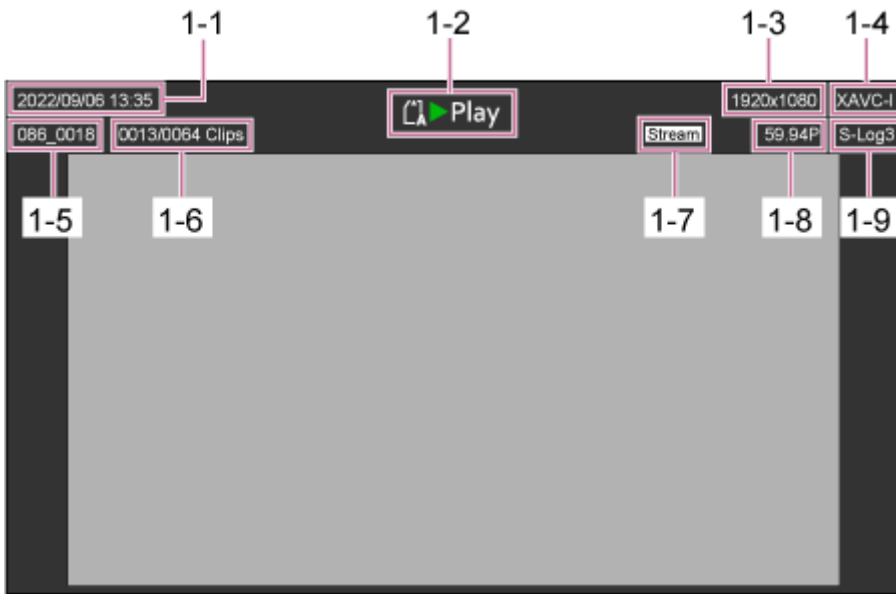 1-1 1-2 1-3 1-4
2022/09/06 13:35 A Play 1920x1080 XAVC-I
086_0018 0013/0064 Clips Stream 59.94P S-Log3
1-5 1-6 1-7 1-8 1-9